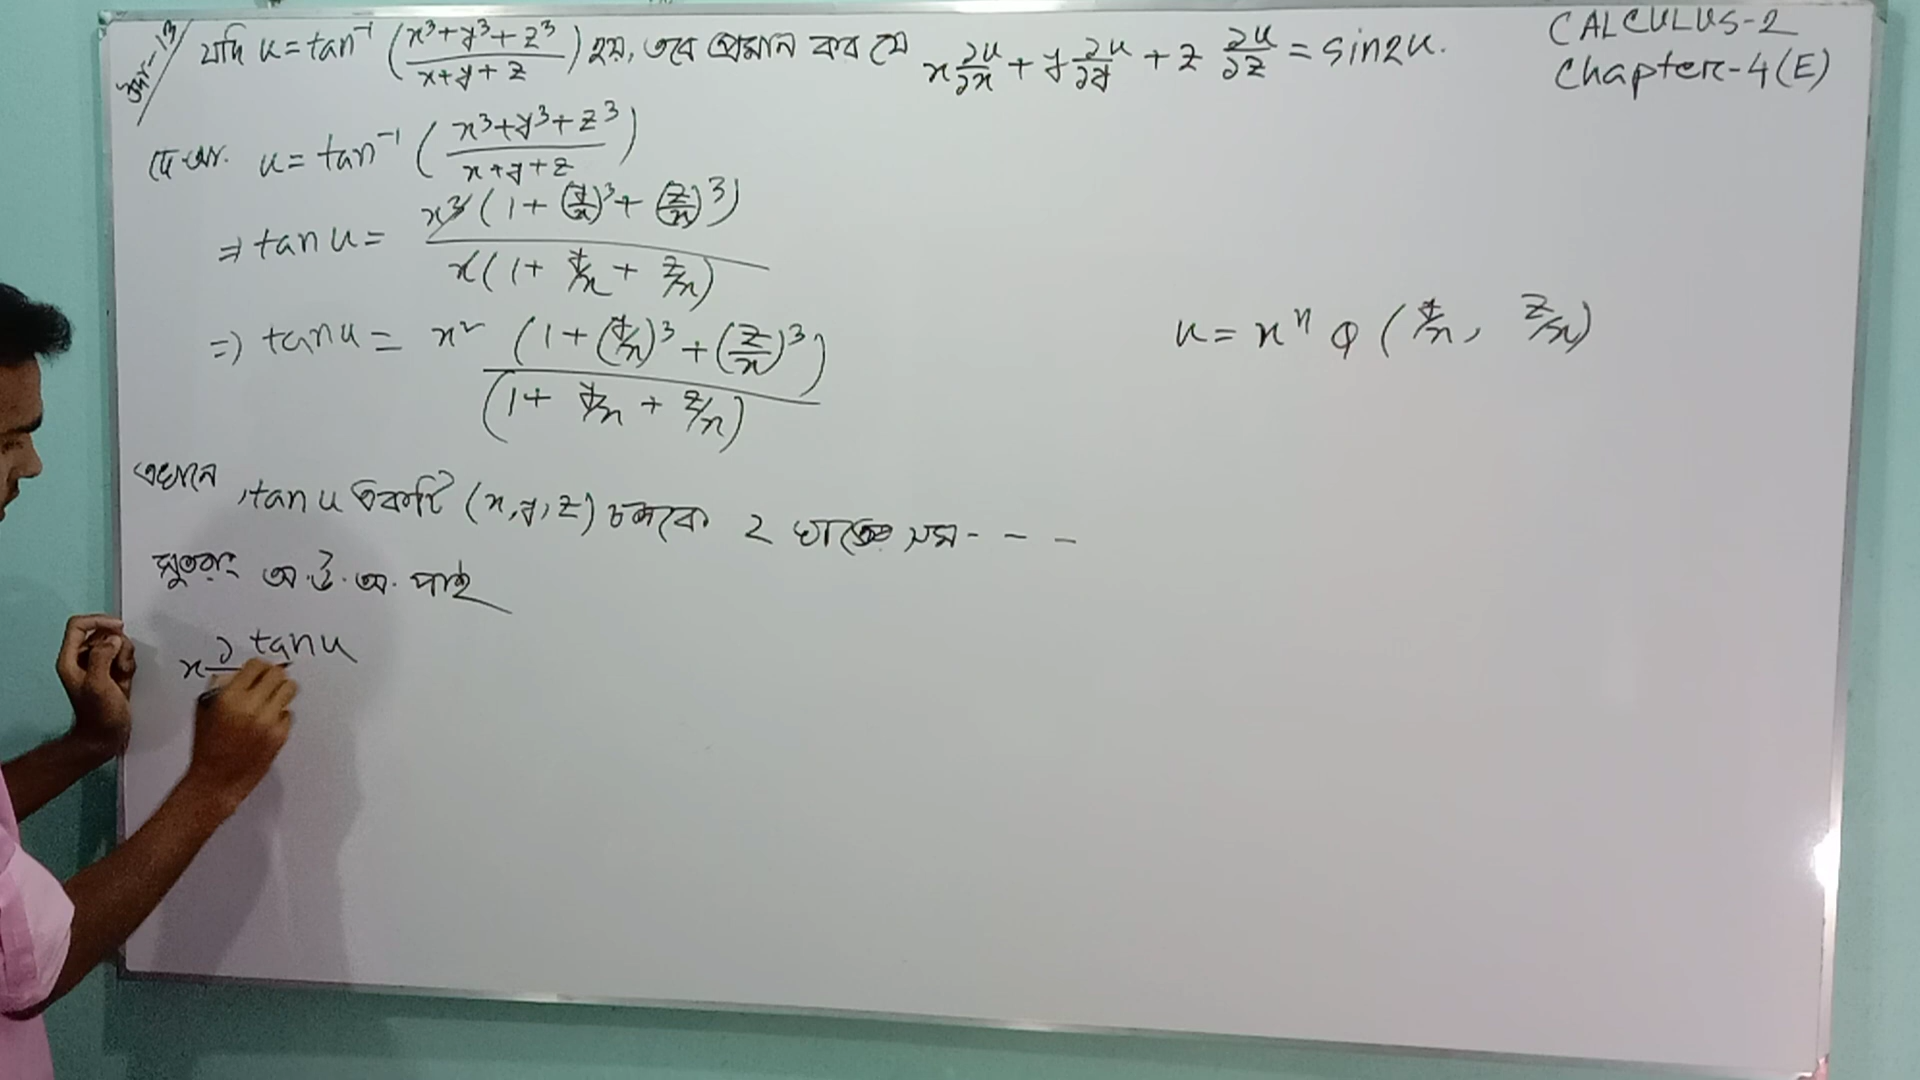 যদি u = tan⁻¹ (x³+y³+z³ / x+y+z) হয়, তবে প্রমান কর যে x ∂u/∂x + y ∂u/∂y + z ∂u/∂z = sin2u.
CALCULUS-2
Chapter-4(E)
u = tan⁻¹ (x³+y³+z³ / x+y+z)
⇒ tan u = x³(1+(y/x)³+(z/x)³) / x(1+ y/x + z/x)
⇒ tan u = x² (1+(y/x)³+(z/x)³) / (1+ y/x + z/x)
u = xⁿ φ (y/x, z/x)
এখানে, tan u একটি (x,y,z) চলকে 2 ঘাতের সম - - -
সুতরাং অ.ই.অ. পাই
x ∂ tan u